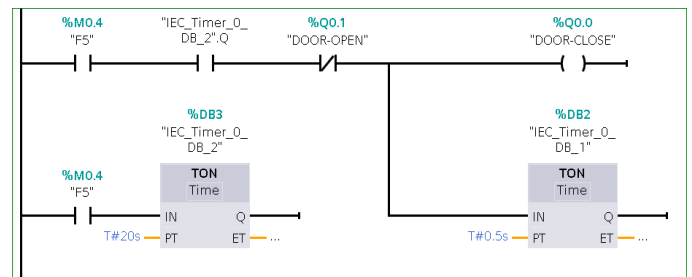 %M0.4
"F5"
"IEC_Timer_0_
DB_2".Q
%Q0.1
"DOOR-OPEN"
%Q0.0
"DOOR-CLOSE"
%DB3
"IEC_Timer_0_
DB_2"
TON
Time
%M0.4
"F5"
IN
Q
T#20s
PT
ET
...
%DB2
"IEC_Timer_0_
DB_1"
TON
Time
IN
Q
T#0.5s
PT
ET
...